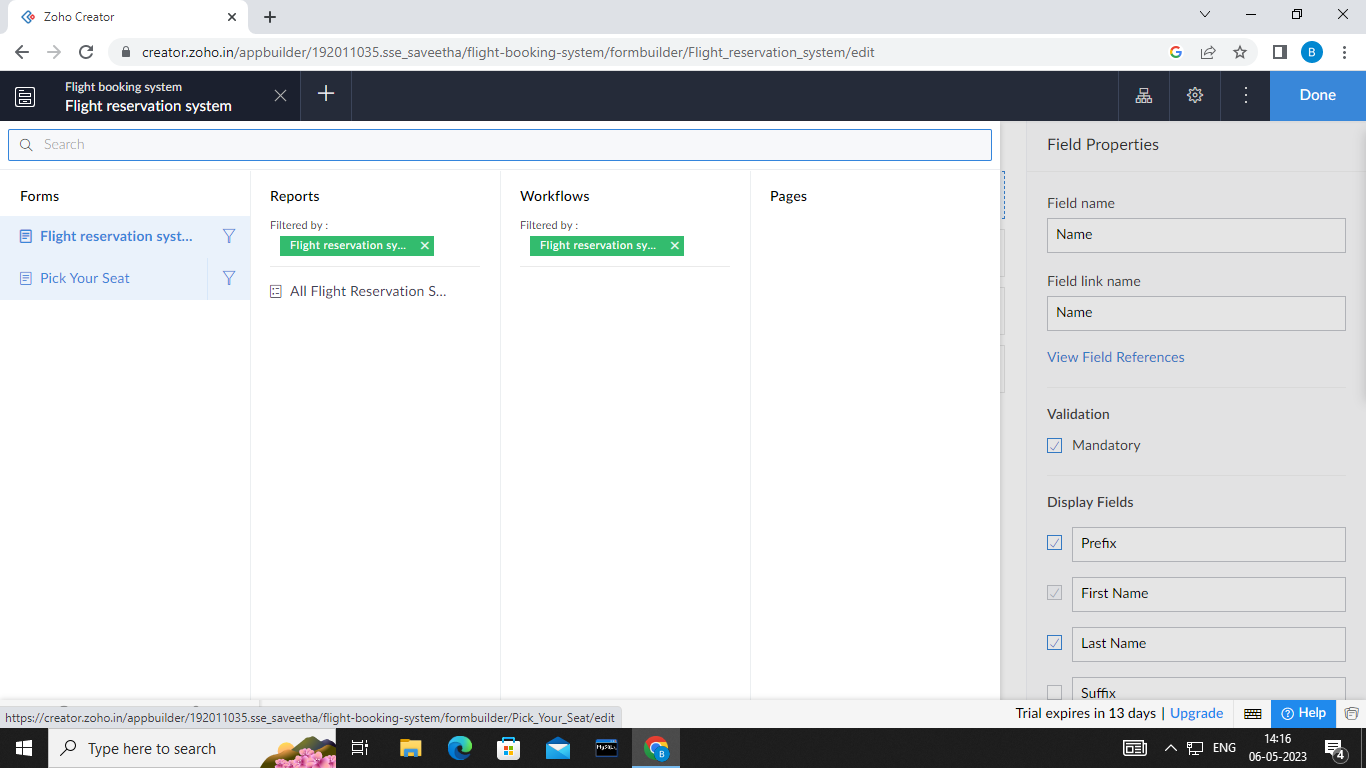 Zoho Creator
creator.zoho.in/appbuilder/192011035.sse_saveetha/flight-booking-system/formbuilder/Flight_reservation_system/edit
B
Flight booking system
Flight reservation system
Done
Search
Forms
Flight reservation syst...
Pick Your Seat
Reports
Filtered by :
Flight reservation sy...
All Flight Reservation S...
Workflows
Filtered by :
Flight reservation sy...
Pages
Field Properties
Field name
Name
Field link name
Name
View Field References
Validation
Mandatory
Display Fields
Prefix
First Name
Last Name
Suffix
https://creator.zoho.in/appbuilder/192011035.sse_saveetha/flight-booking-system/formbuilder/Pick_Your_Seat/edit
Trial expires in 13 days | Upgrade
Help
Type here to search
MySQL
B
ENG
14:16
06-05-2023
4